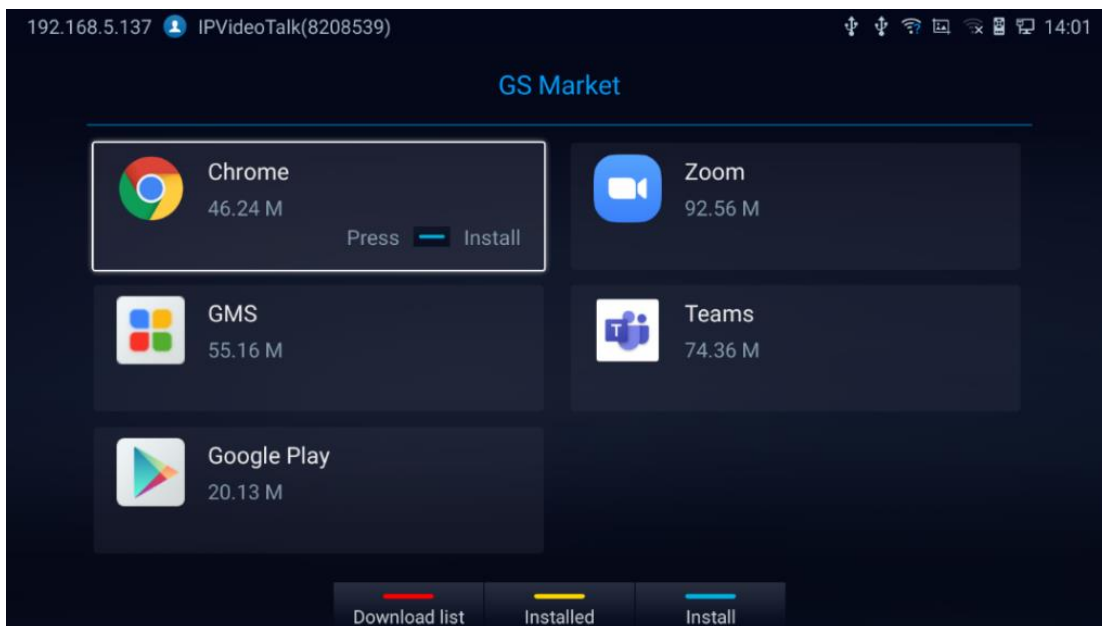 192.168.5.137 IPVideoTalk(8208539) 14:01
GS Market
Chrome
46.24 M
Press Install
Zoom
92.56 M
GMS
55.16 M
Teams
74.36 M
Google Play
20.13 M
Download list Installed Install